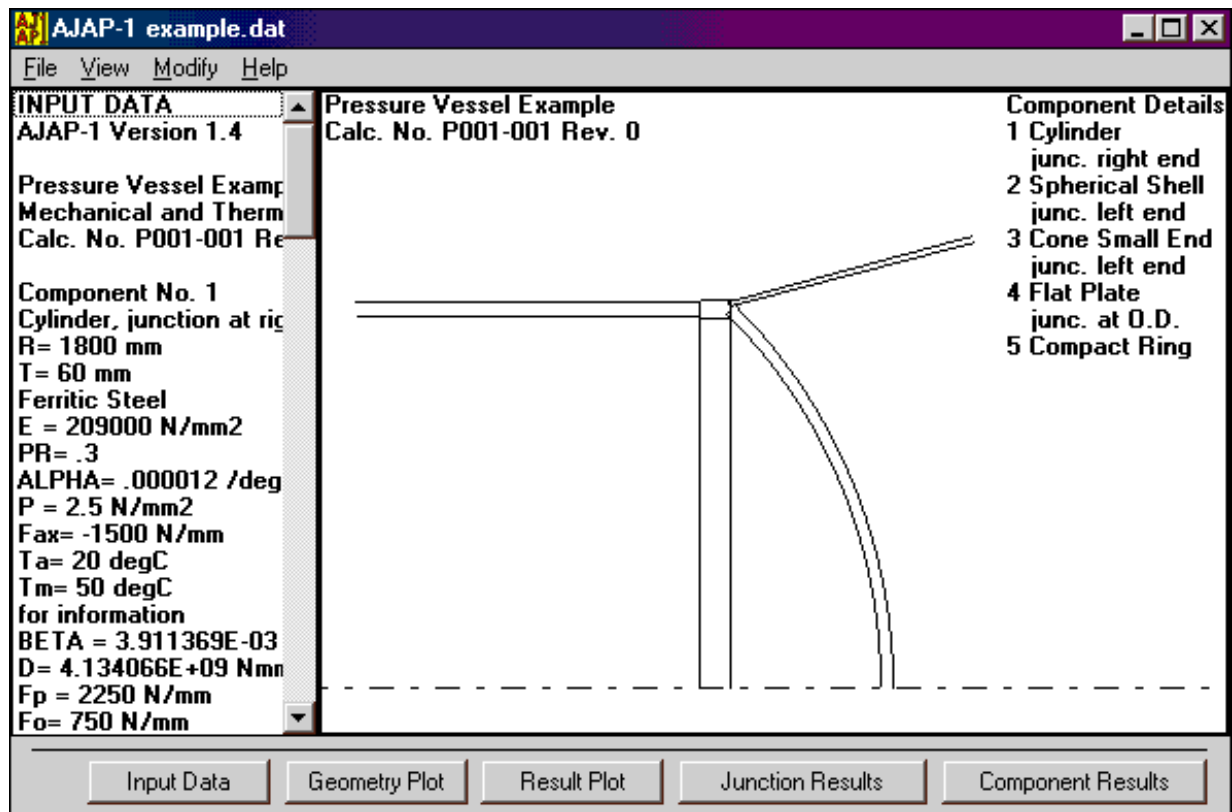 AJAP-1 example.dat
File View Modify Help
INPUT DATA
AJAP-1 Version 1.4
Pressure Vessel Examp
Mechanical and Therm
Calc. No. P001-001 Re
Component No. 1
Cylinder, junction at rig
R= 1800 mm
T= 60 mm
Ferritic Steel
E = 209000 N/mm2
PR= .3
ALPHA= .000012 /deg
P = 2.5 N/mm2
Fax= -1500 N/mm
Ta= 20 degC
Tm= 50 degC
for information
BETA = 3.911369E-03
D= 4.134066E+09 Nmm
Fp = 2250 N/mm
Fo= 750 N/mm
Pressure Vessel Example
Calc. No. P001-001 Rev. 0
Component Details
1 Cylinder
junc. right end
2 Spherical Shell
junc. left end
3 Cone Small End
junc. left end
4 Flat Plate
junc. at O.D.
5 Compact Ring
Input Data
Geometry Plot
Result Plot
Junction Results
Component Results